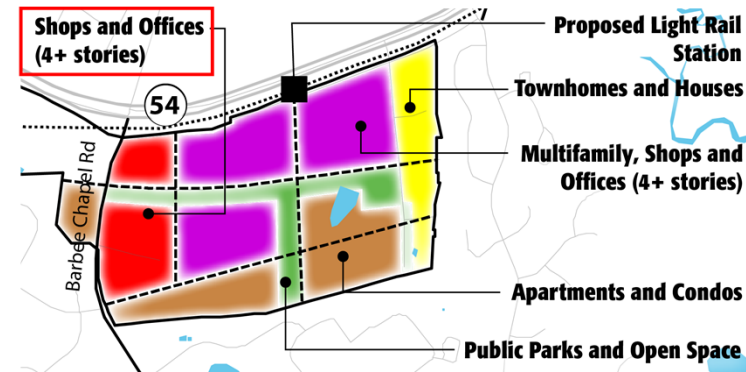 Shops and Offices
(4+ stories)
Proposed Light Rail
Station
54
Townhomes and Houses
Multifamily, Shops and
Offices (4+ stories)
Barbee Chapel Rd
Apartments and Condos
Public Parks and Open Space